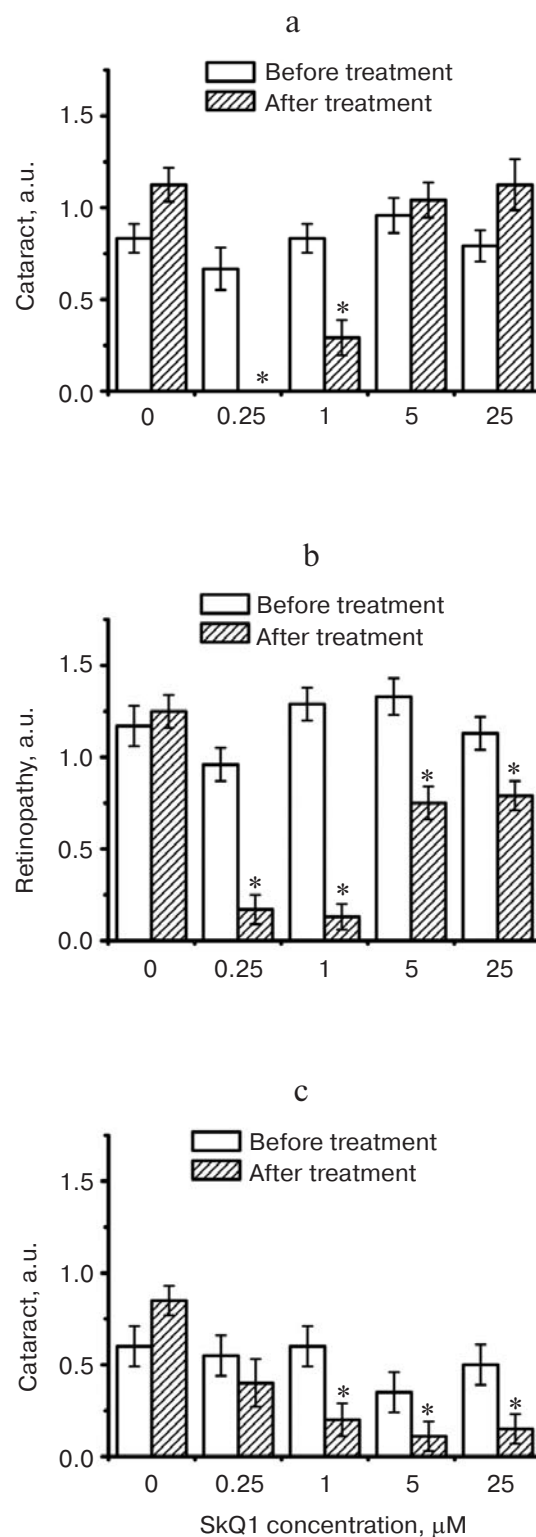 a
Before treatment
After treatment
1.5
1.0
0.5
0.0
Cataract, a.u.
*
*
0 0.25 1 5 25
b
Before treatment
After treatment
1.5
1.0
0.5
0.0
Retinopathy, a.u.
*
*
*
*
0 0.25 1 5 25
c
Before treatment
After treatment
1.5
1.0
0.5
0.0
Cataract, a.u.
*
*
*
0 0.25 1 5 25
SkQ1 concentration, μM